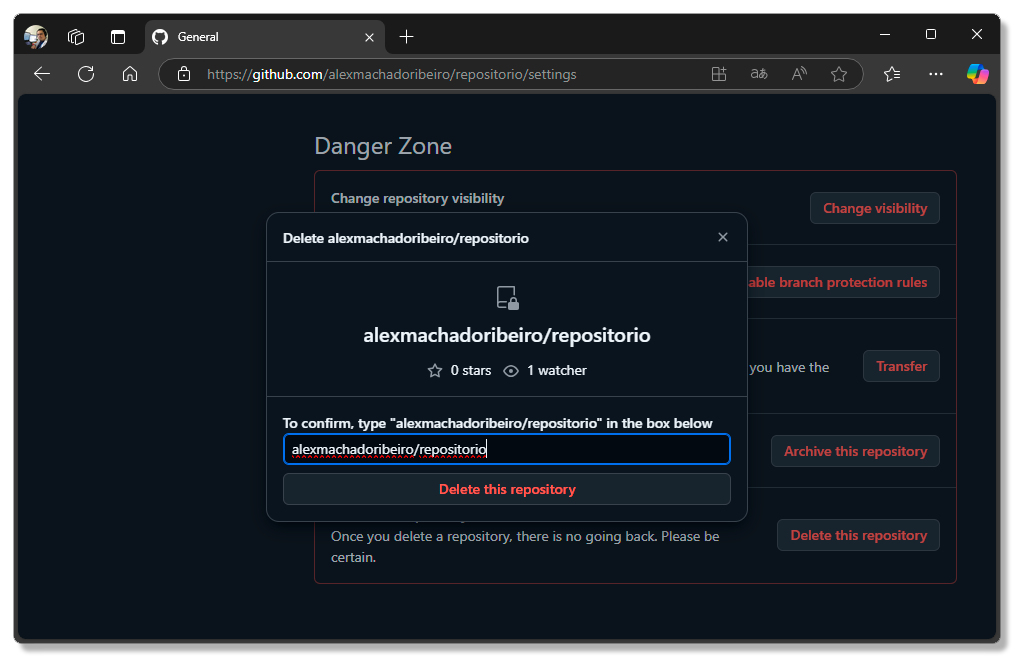 General
https://github.com/alexmachadoribeiro/repositorio/settings
Danger Zone
Change repository visibility
Change visibility
Delete alexmachadoribeiro/repositorio
able branch protection rules
alexmachadoribeiro/repositorio
0 stars 1 watcher
you have the
Transfer
To confirm, type "alexmachadoribeiro/repositorio" in the box below
alexmachadoribeiro/repositorio
Archive this repository
Delete this repository
Once you delete a repository, there is no going back. Please be
certain.
Delete this repository